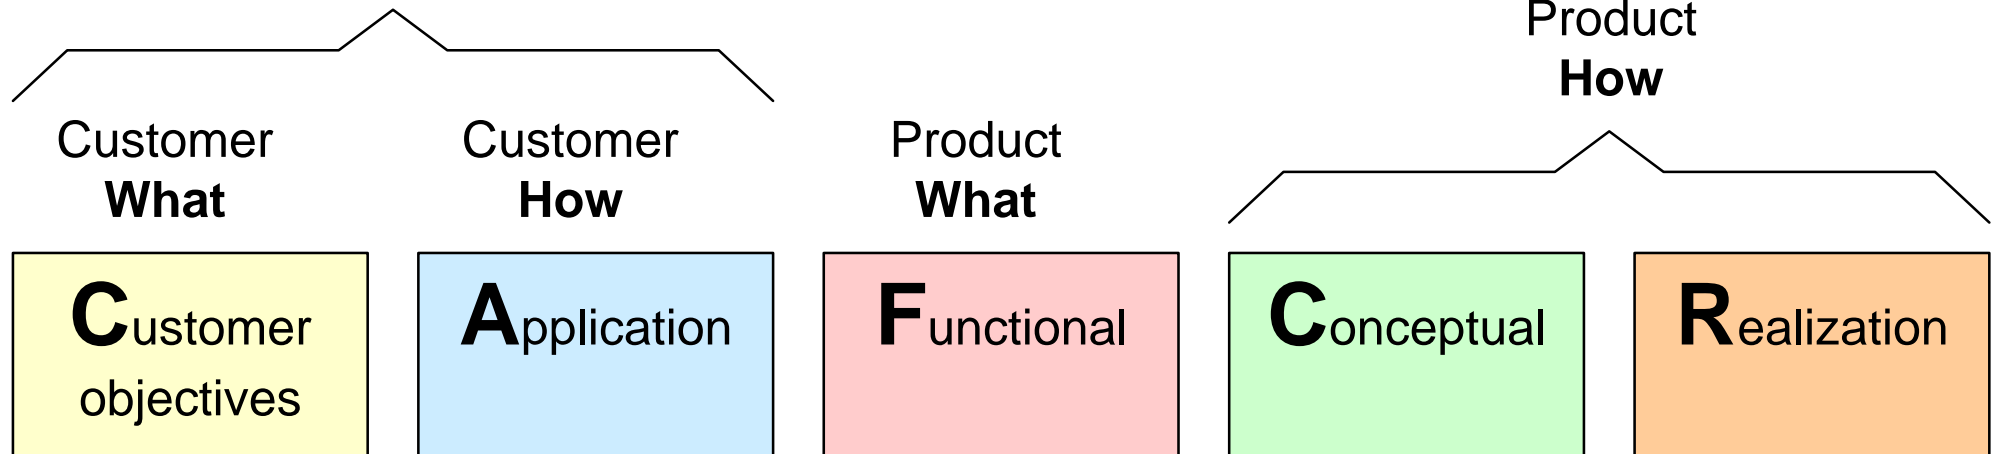 Product
How
Customer
What
Customer
How
Product
What
Customer
objectives
Application
Functional
Conceptual
Realization